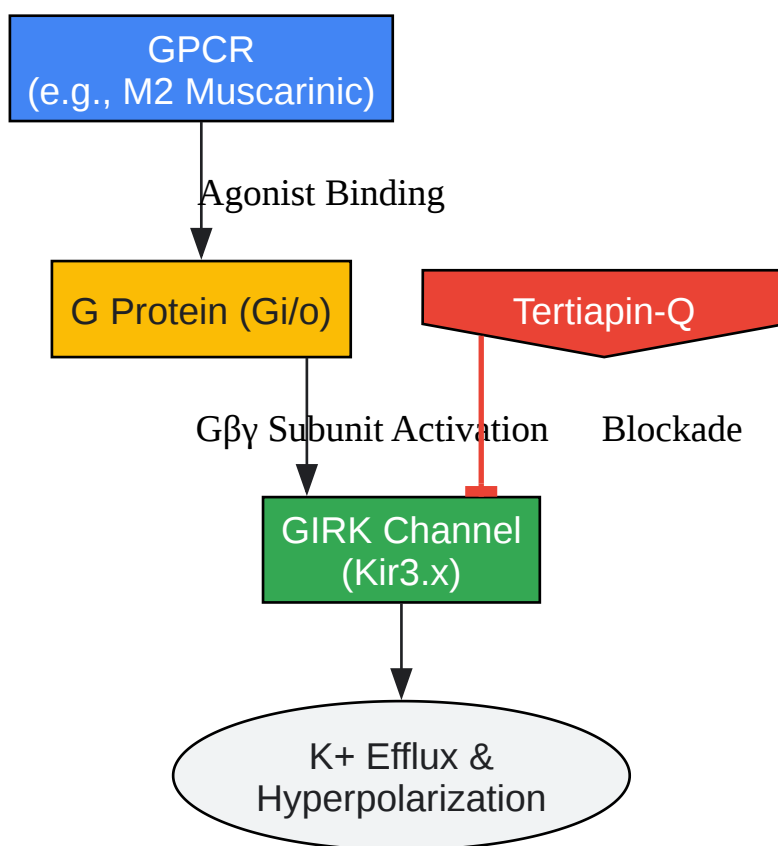 GPCR
(e.g., M2 Muscarinic)
Agonist Binding
G Protein (Gi/o)
Tertiapin-Q
Gβγ Subunit Activation
Blockade
GIRK Channel
(Kir3.x)
K+ Efflux &
Hyperpolarization